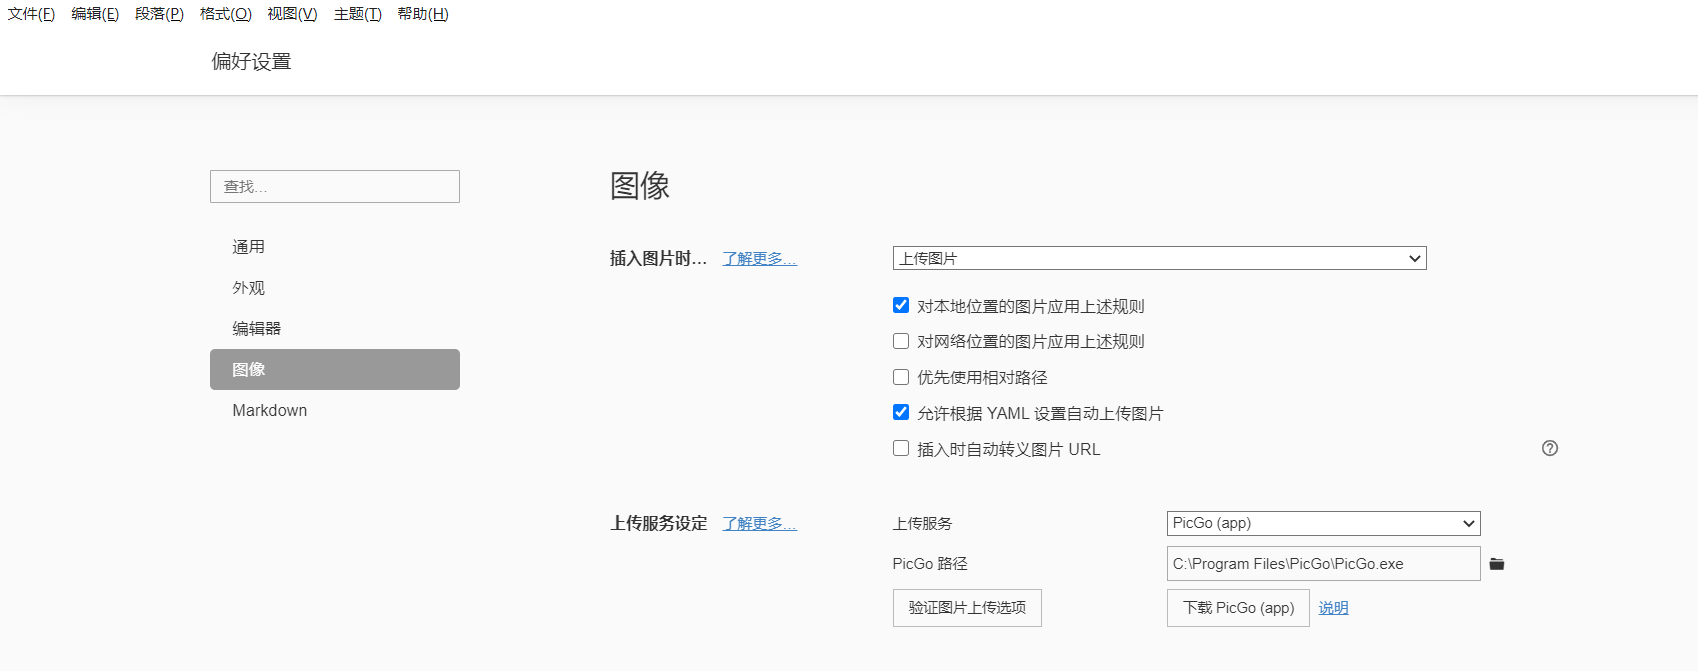 文件(F) 编辑(E) 段落(P) 格式(O) 视图(V) 主题(T) 帮助(H)
偏好设置
查找...
通用
外观
编辑器
图像
Markdown
图像
插入图片时... 了解更多... 上传图片
对本地位置的图片应用上述规则
对网络位置的图片应用上述规则
优先使用相对路径
允许根据 YAML 设置自动上传图片
插入时自动转义图片 URL
上传服务设定 了解更多... 上传服务 PicGo (app)
PicGo 路径 C:\Program Files\PicGo\PicGo.exe
验证图片上传选项 下载 PicGo (app) 说明